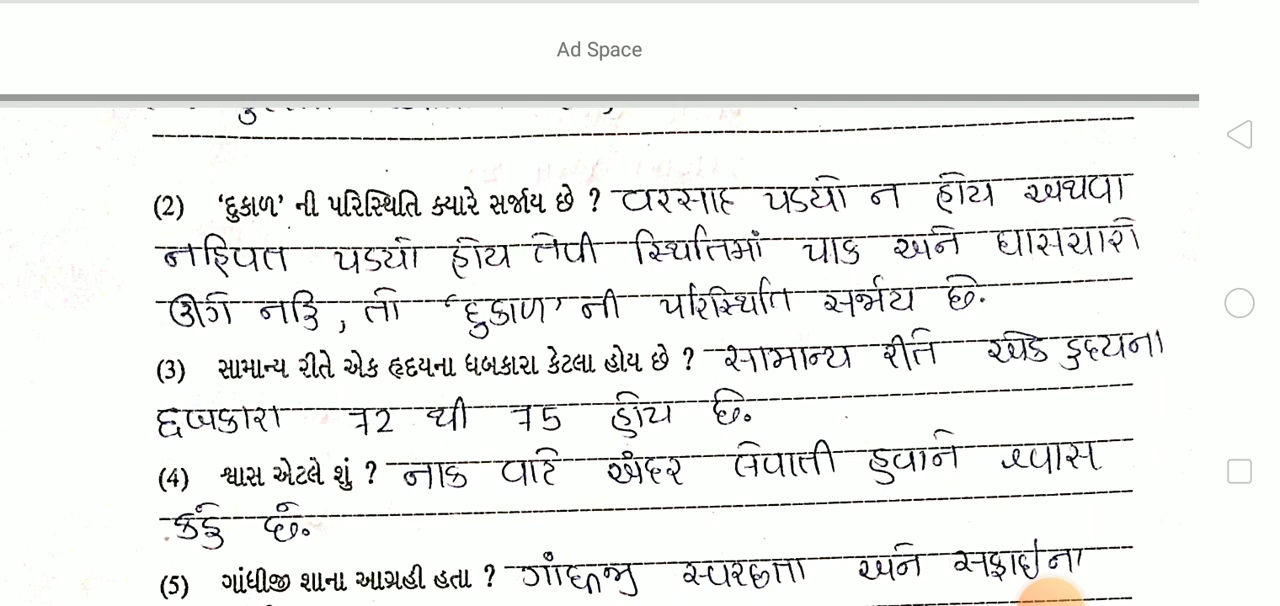 Ad Space
(2) 'દુકાળ' ની પરિસ્થિતિ ક્યારે સર્જાય છે ? વરસાદ પડ્યો ન હોય અથવા
નહિવત પડ્યો હોય તેવી સ્થિતિમાં પાક અને ઘાસચારો
ઊગે નહિ, તો 'દુકાળ' ની પરિસ્થિતિ સર્જાય છે.
(3) સામાન્ય રીતે એક હૃદયના ધબકારા કેટલા હોય છે ? સામાન્ય રીતે એક હૃદયના
ધબકારા 72 થી 75 હોય છે.
(4) શ્વાસ એટલે શું ? નાક વાટે અંદર લેવાતી હવાને શ્વાસ
કહે છે.
(5) ગાંધીજી શાના આગ્રહી હતા ? ગાંધીજી સ્વચ્છતા અને સફાઈના